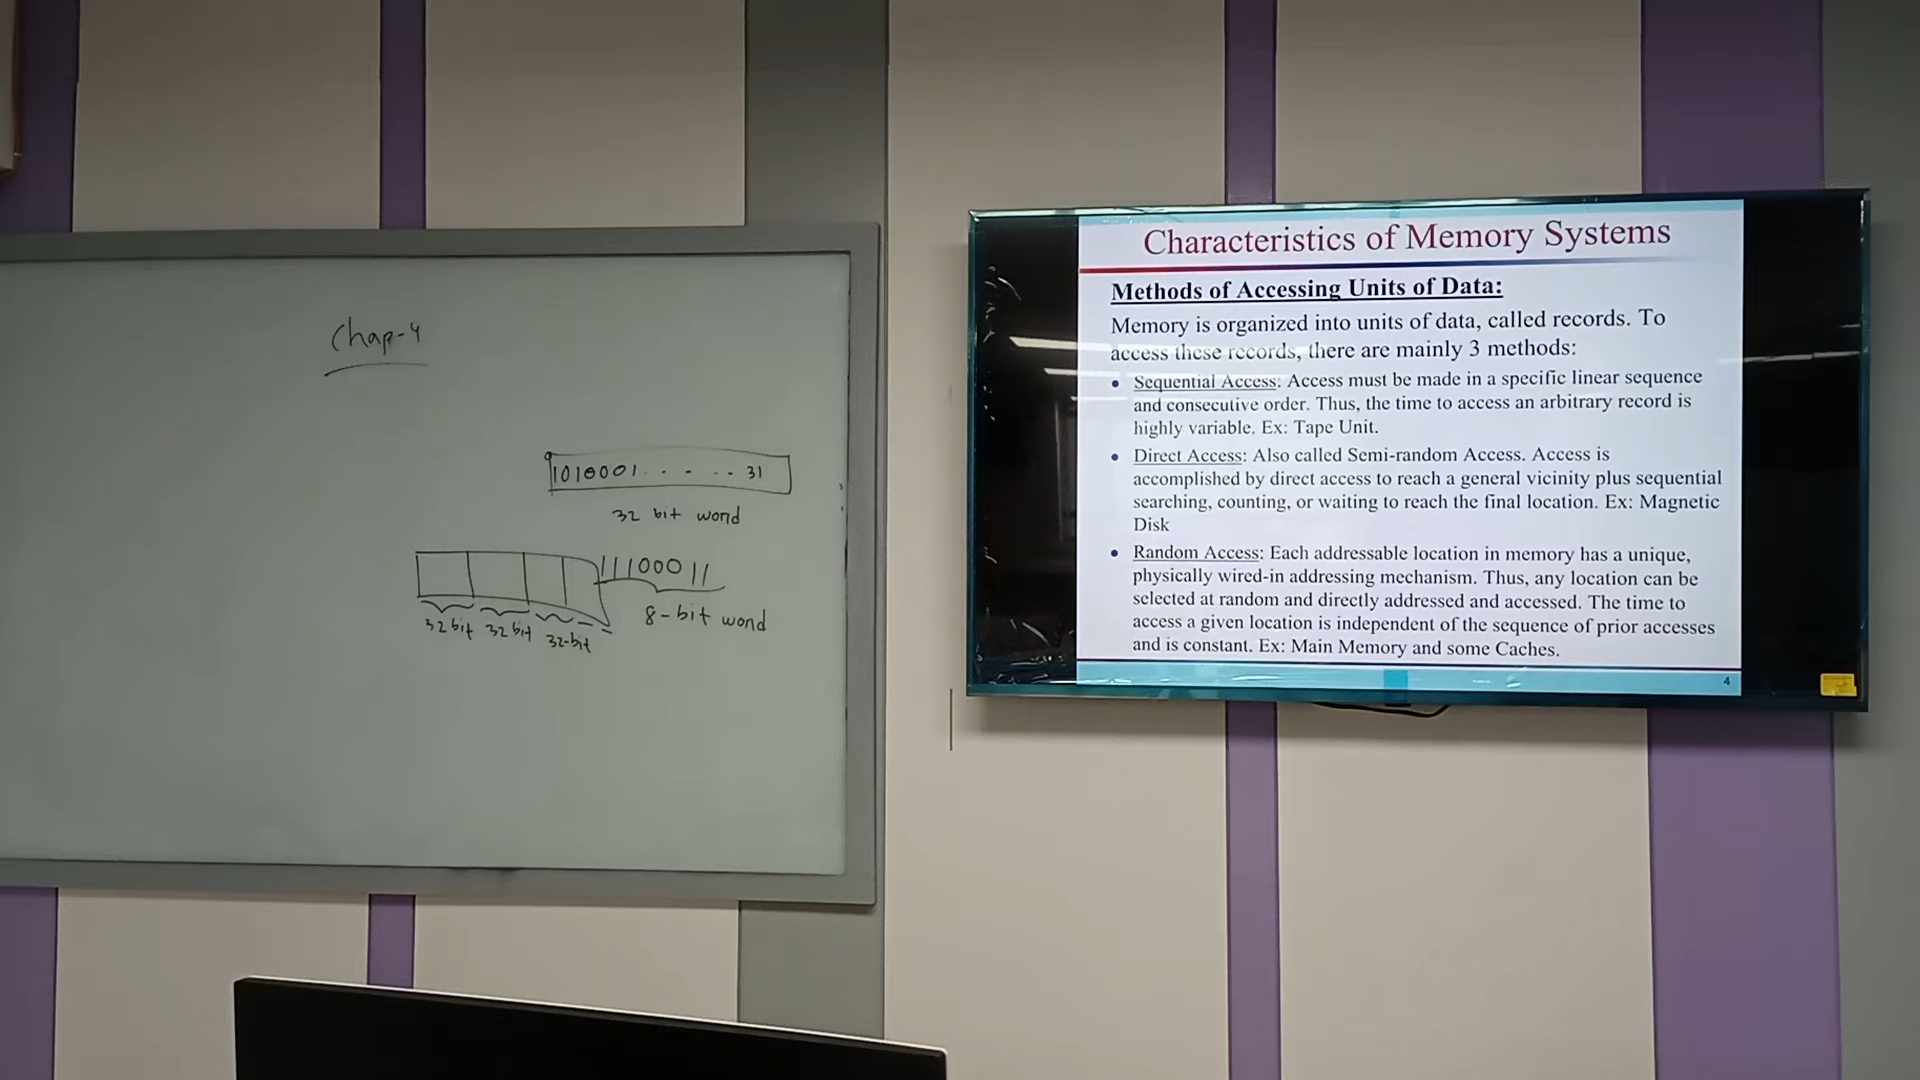 Chap-4
1010001 . . - . . . 31
32 bit word
11100011
32 bit 32 bit 32-bit
8-bit word
Characteristics of Memory Systems
Methods of Accessing Units of Data:
Memory is organized into units of data, called records. To
access these records, there are mainly 3 methods:
• Sequential Access: Access must be made in a specific linear sequence
and consecutive order. Thus, the time to access an arbitrary record is
highly variable. Ex: Tape Unit.
• Direct Access: Also called Semi-random Access. Access is
accomplished by direct access to reach a general vicinity plus sequential
searching, counting, or waiting to reach the final location. Ex: Magnetic
Disk
• Random Access: Each addressable location in memory has a unique,
physically wired-in addressing mechanism. Thus, any location can be
selected at random and directly addressed and accessed. The time to
access a given location is independent of the sequence of prior accesses
and is constant. Ex: Main Memory and some Caches.
4